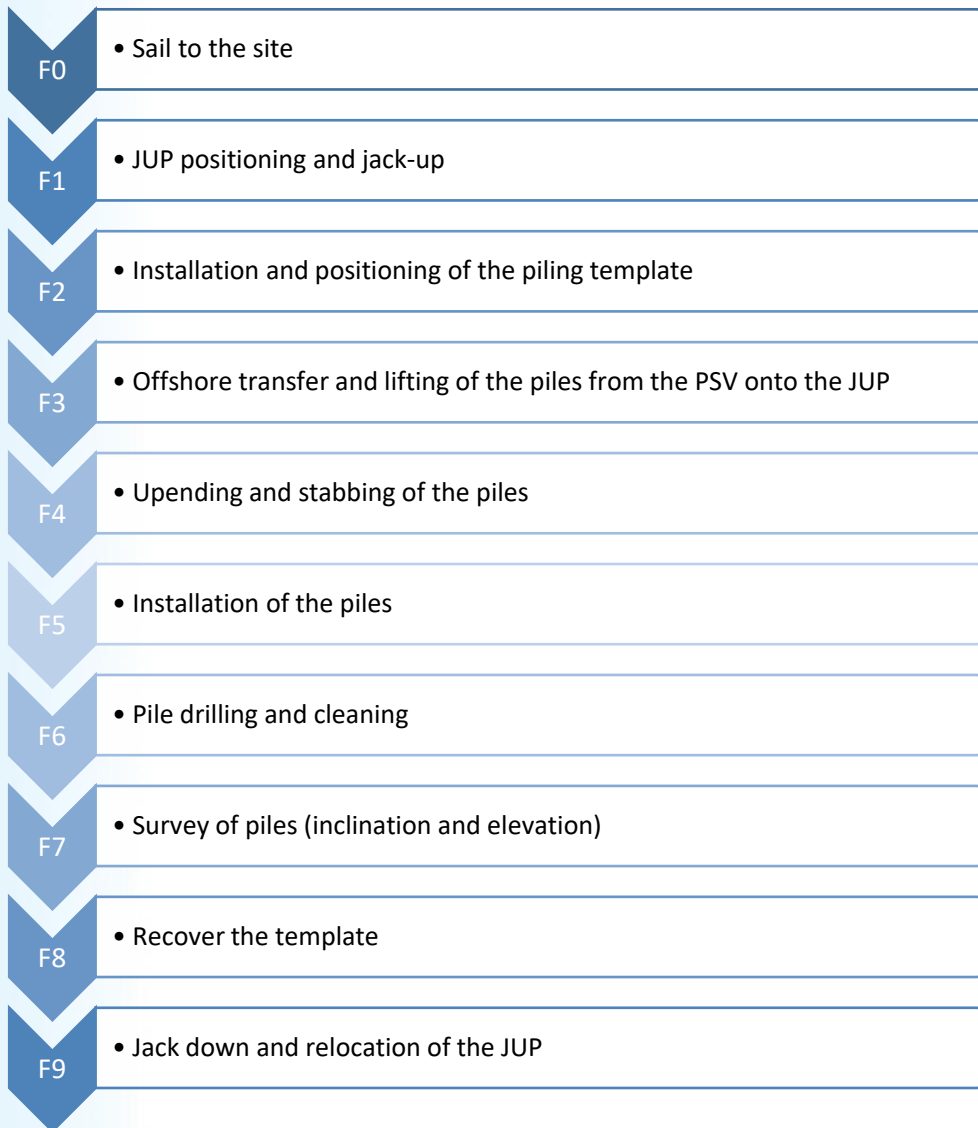 F0
• Sail to the site
F1
• JUP positioning and jack-up
F2
• Installation and positioning of the piling template
F3
• Offshore transfer and lifting of the piles from the PSV onto the JUP
F4
• Upending and stabbing of the piles
F5
• Installation of the piles
F6
• Pile drilling and cleaning
F7
• Survey of piles (inclination and elevation)
F8
• Recover the template
F9
• Jack down and relocation of the JUP